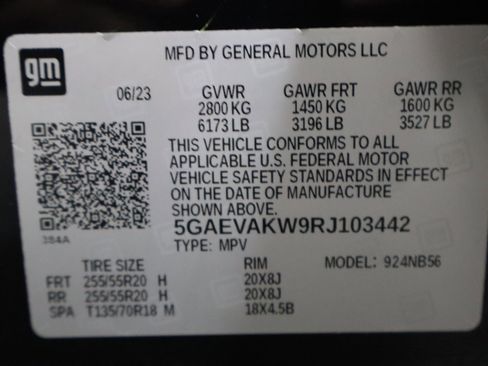 MFD BY GENERAL MOTORS LLC
gm
06/23 GVWR GAWR FRT GAWR RR
2800 KG 1450 KG 1600 KG
6173 LB 3196 LB 3527 LB
THIS VEHICLE CONFORMS TO ALL
APPLICABLE U.S. FEDERAL MOTOR
VEHICLE SAFETY STANDARDS IN EFFECT
ON THE DATE OF MANUFACTURE
SHOWN ABOVE.
384A
5GAEVAKW9RJ103442
TYPE: MPV
TIRE SIZE RIM MODEL: 924NB56
FRT 255/55R20 H 20X8J
RR 255/55R20 H 20X8J
SPA T135/70R18 M 18X4.5B